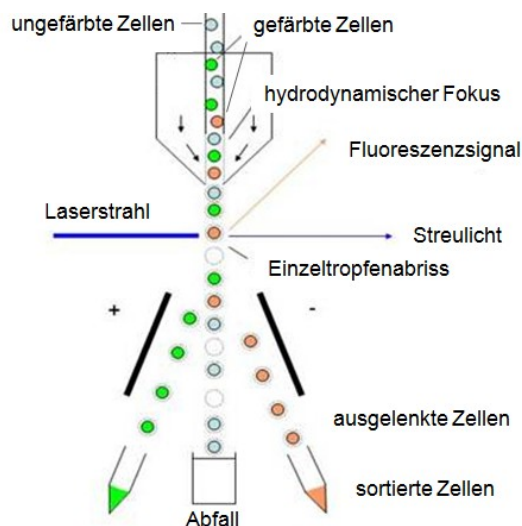 ungefärbte Zellen
gefärbte Zellen
hydrodynamischer Fokus
Fluoreszenzsignal
Laserstrahl
Streulicht
Einzeltropfenabriss
+
-
ausgelenkte Zellen
sortierte Zellen
Abfall